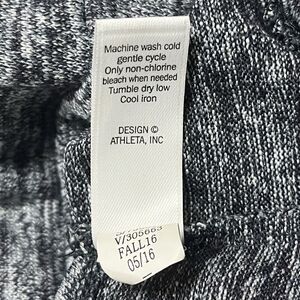 Machine wash cold
gentle cycle
Only non-chlorine
bleach when needed
Tumble dry low
Cool iron
DESIGN ©
ATHLETA, INC
V/305663
FALL16
05/16